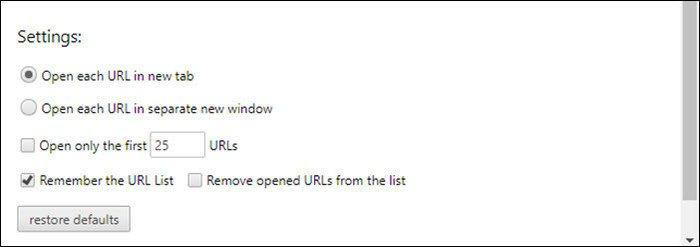 Settings:
Open each URL in new tab
Open each URL in separate new window
Open only the first 25 URLs
Remember the URL List Remove opened URLs from the list
restore defaults